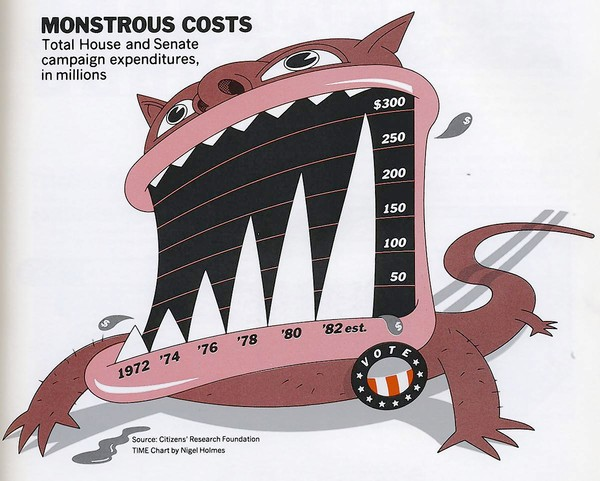 MONSTROUS COSTS
Total House and Senate
campaign expenditures,
in millions
$300
250
200
150
100
50
1972
'74
'76
'78
'80
'82 est.
$
$
$
VOTE
Source: Citizens' Research Foundation
TIME Chart by Nigel Holmes